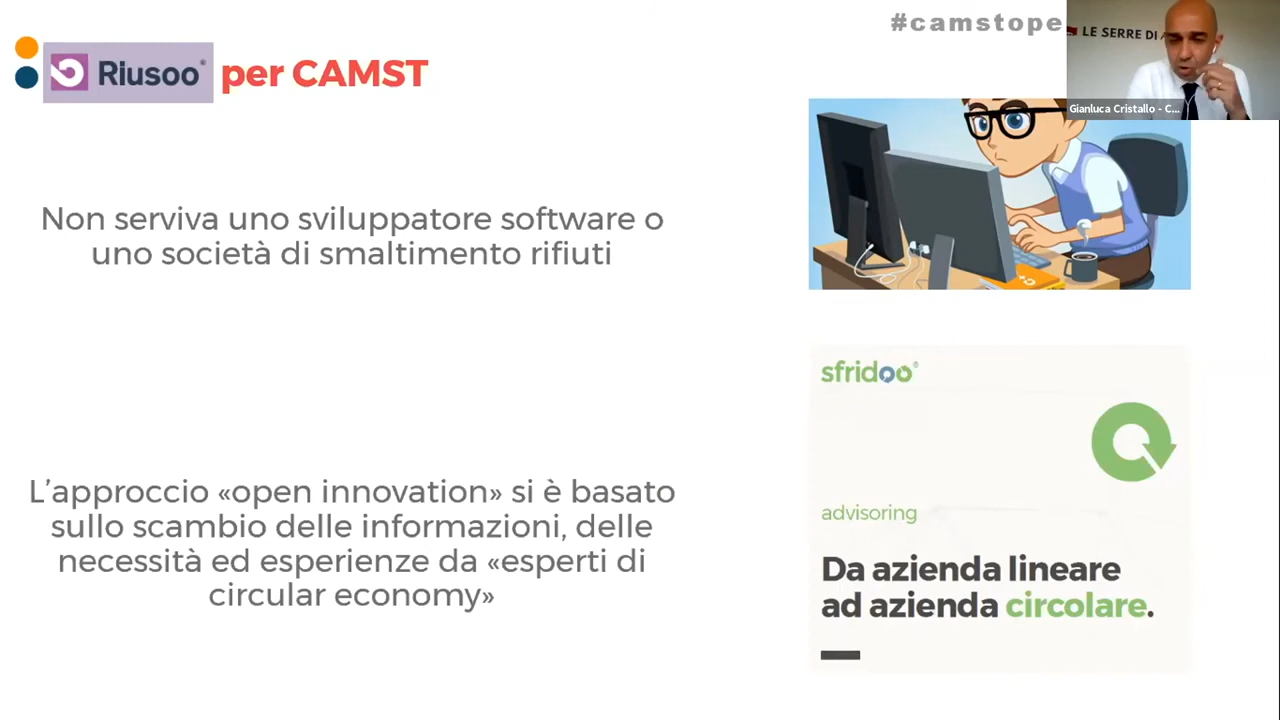 #camstope
LE SERRE DI
Gianluca Cristallo - C...
Riusoo® per CAMST
Non serviva uno sviluppatore software o
uno società di smaltimento rifiuti
sfridoo®
advisoring
L'approccio «open innovation» si è basato
sullo scambio delle informazioni, delle
necessità ed esperienze da «esperti di
circular economy»
Da azienda lineare
ad azienda circolare.